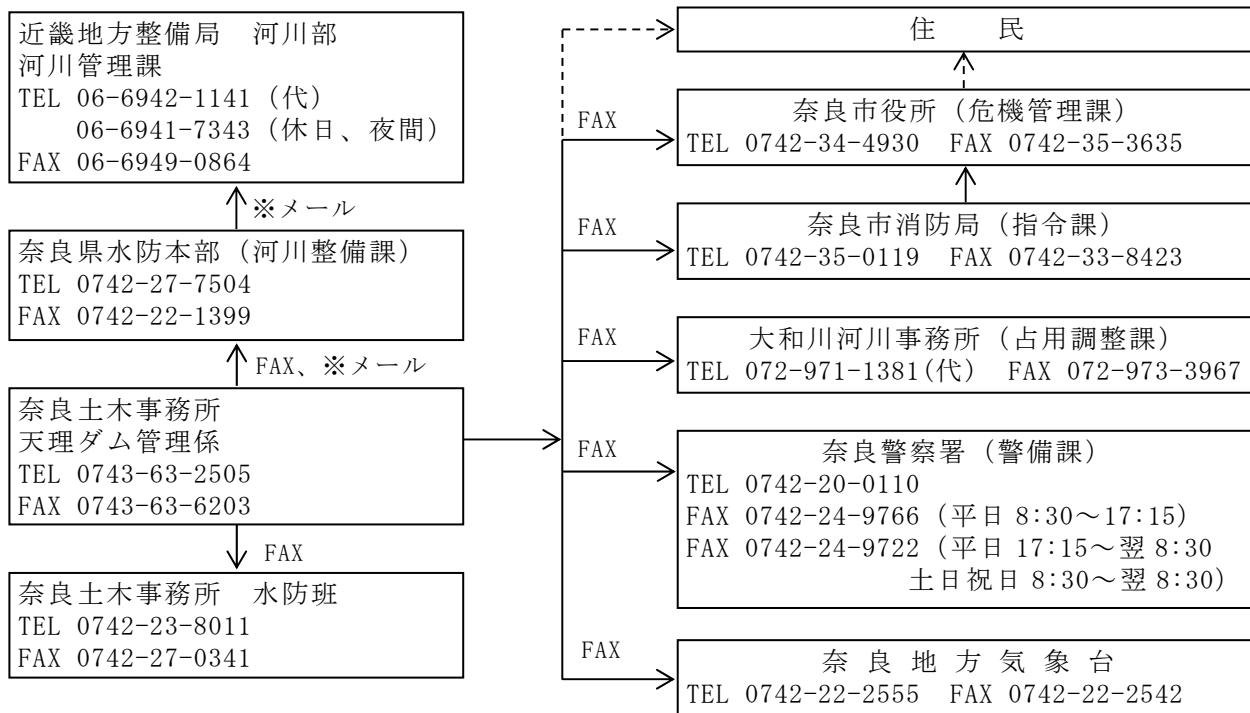 近畿地方整備局　河川部
河川管理課
TEL 06-6942-1141（代）
06-6941-7343（休日、夜間）
FAX 06-6949-0864
※メール
奈良県水防本部（河川整備課）
TEL 0742-27-7504
FAX 0742-22-1399
FAX、※メール
奈良土木事務所
天理ダム管理係
TEL 0743-63-2505
FAX 0743-63-6203
FAX
奈良土木事務所　水防班
TEL 0742-23-8011
FAX 0742-27-0341
住　　民
FAX
奈良市役所（危機管理課）
TEL 0742-34-4930　FAX 0742-35-3635
FAX
奈良市消防局（指令課）
TEL 0742-35-0119　FAX 0742-33-8423
FAX
大和川河川事務所（占用調整課）
TEL 072-971-1381(代)　FAX 072-973-3967
FAX
奈良警察署（警備課）
TEL 0742-20-0110
FAX 0742-24-9766（平日 8:30～17:15）
FAX 0742-24-9722（平日 17:15～翌 8:30
土日祝日 8:30～翌 8:30）
FAX
奈 良 地 方 気 象 台
TEL 0742-22-2555　FAX 0742-22-2542